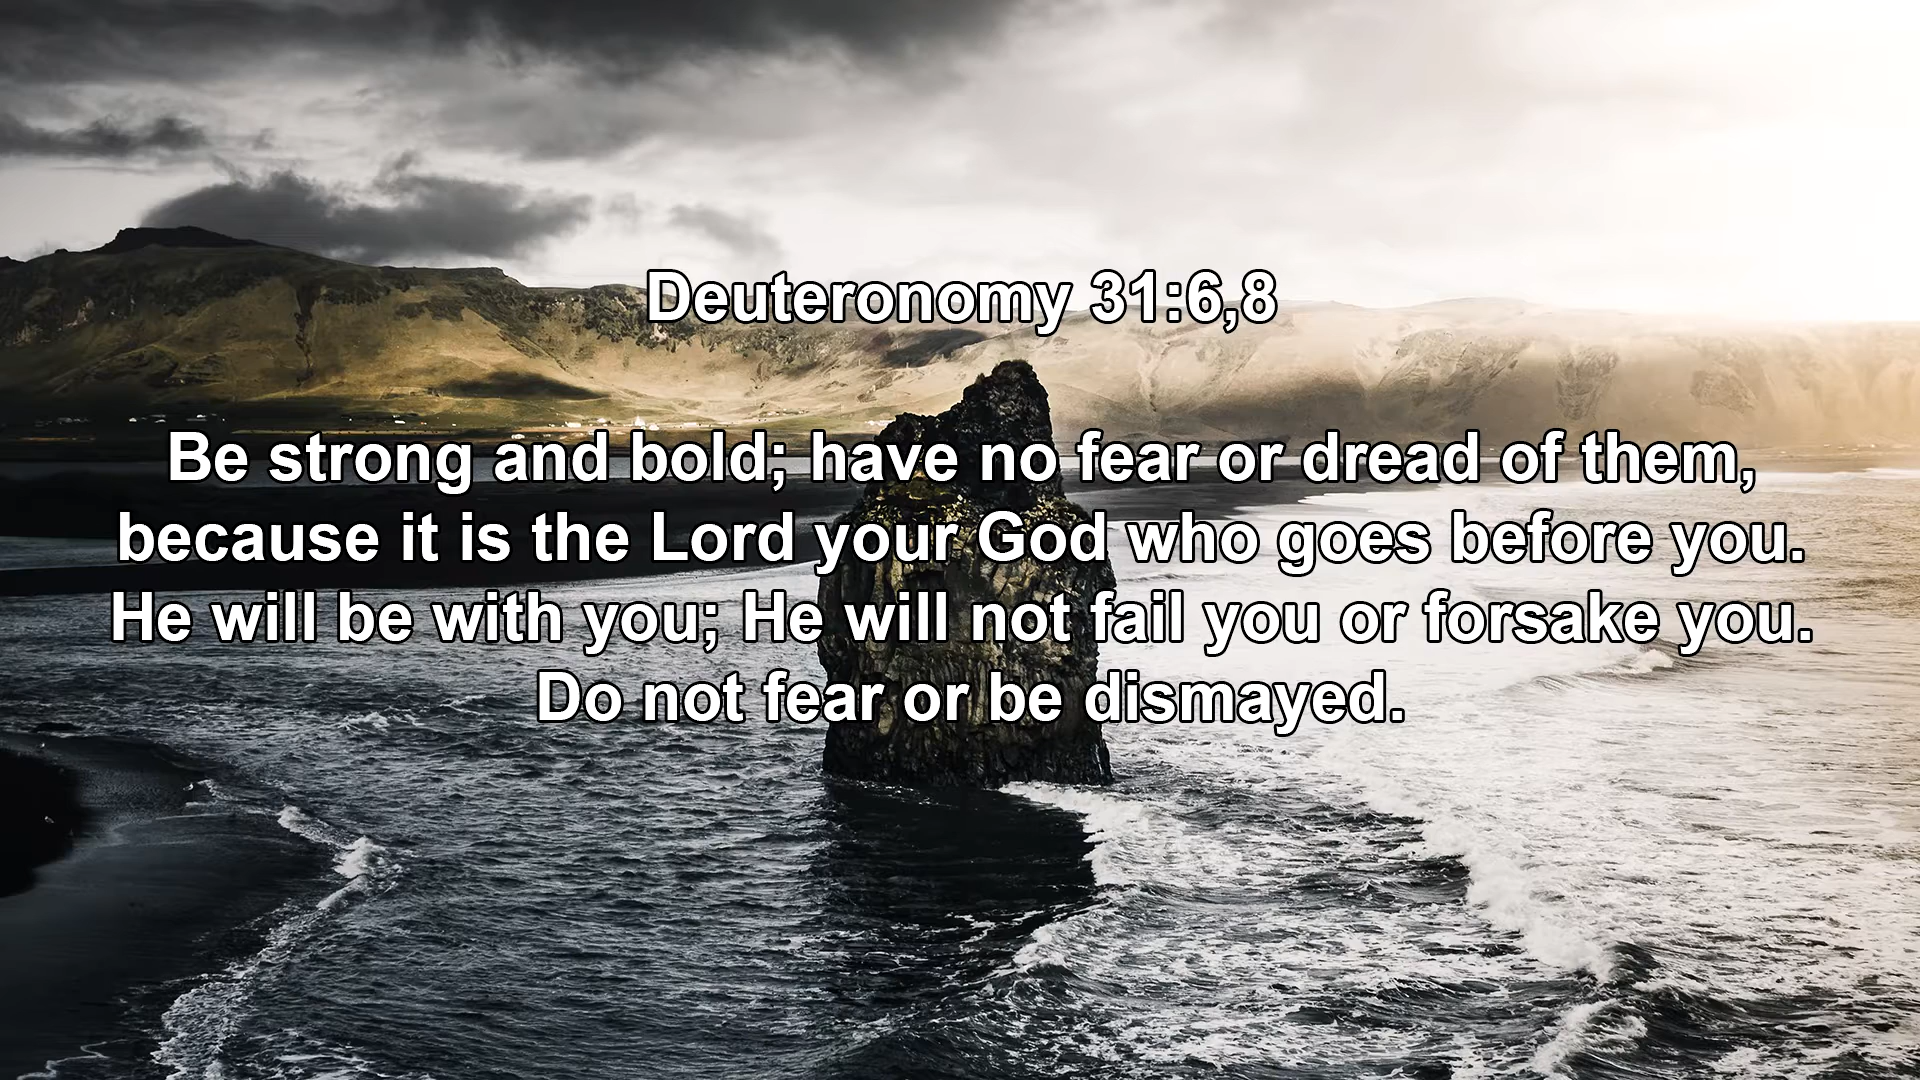 Deuteronomy 31:6,8
Be strong and bold; have no fear or dread of them,
because it is the Lord your God who goes before you.
He will be with you; He will not fail you or forsake you.
Do not fear or be dismayed.